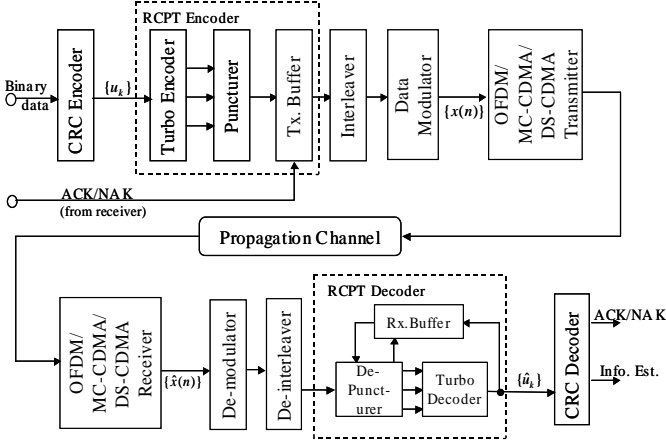 RCPT Encoder
Binary
data
CRC Encoder
{u_k}
Turbo Encoder
Puncturer
Tx. Buffer
Interleaver
Data
Modulator
{x(n)}
OFDM/
MC-CDMA/
DS-CDMA
Transmitter
ACK/NAK
(from receiver)
Propagation Channel
OFDM/
MC-CDMA/
DS-CDMA
Receiver
{x̂(n)}
De-modulator
De-interleaver
RCPT Decoder
Rx.Buffer
De-
Punct-
urer
Turbo
Decoder
{û_k}
CRC Decoder
ACK/NAK
Info. Est.